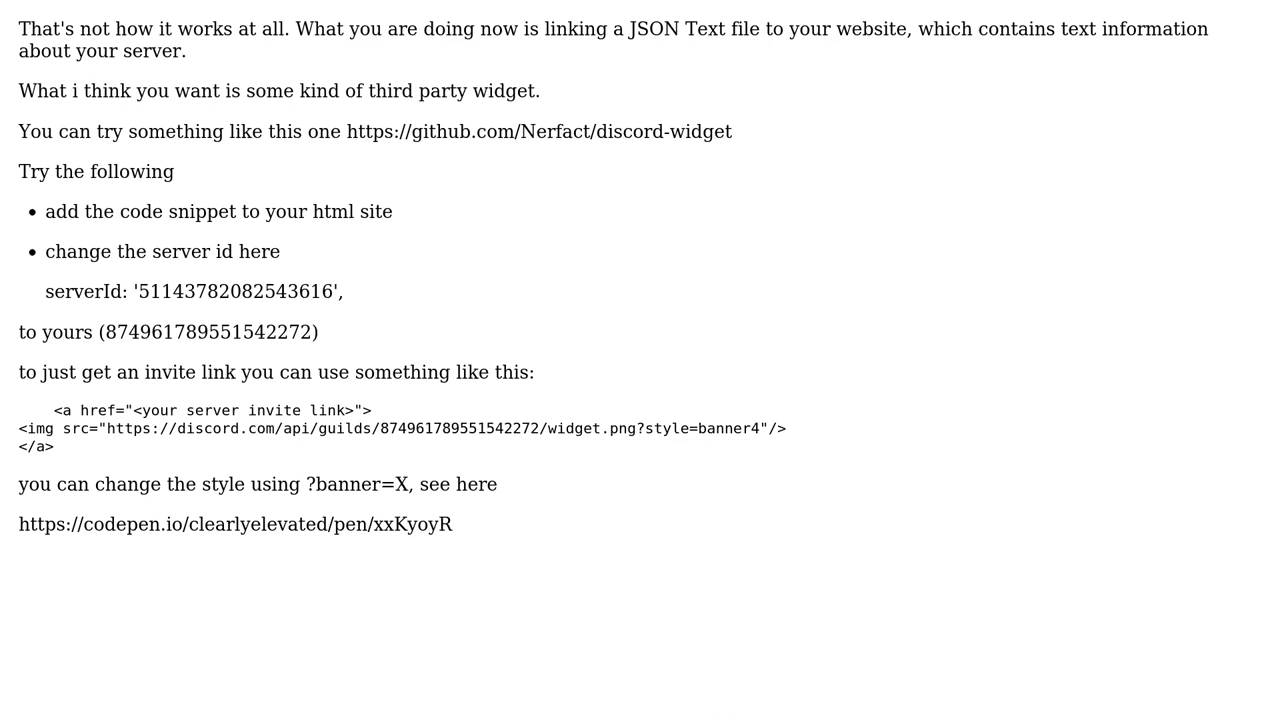 That's not how it works at all. What you are doing now is linking a JSON Text file to your website, which contains text information
about your server.
What i think you want is some kind of third party widget.
You can try something like this one https://github.com/Nerfact/discord-widget
Try the following
• add the code snippet to your html site
• change the server id here
serverId: '51143782082543616',
to yours (874961789551542272)
to just get an invite link you can use something like this:
    <a href="<your server invite link>">
<img src="https://discord.com/api/guilds/874961789551542272/widget.png?style=banner4"/>
</a>
you can change the style using ?banner=X, see here
https://codepen.io/clearlyelevated/pen/xxKyoyR